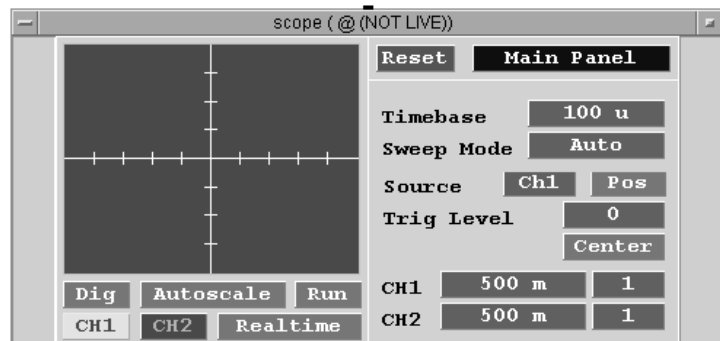 scope ( @ (NOT LIVE))
Reset Main Panel
Timebase 100 u
Sweep Mode Auto
Source Ch1 Pos
Trig Level 0
Center
Dig Autoscale Run
CH1 CH2 Realtime
CH1 500 m 1
CH2 500 m 1